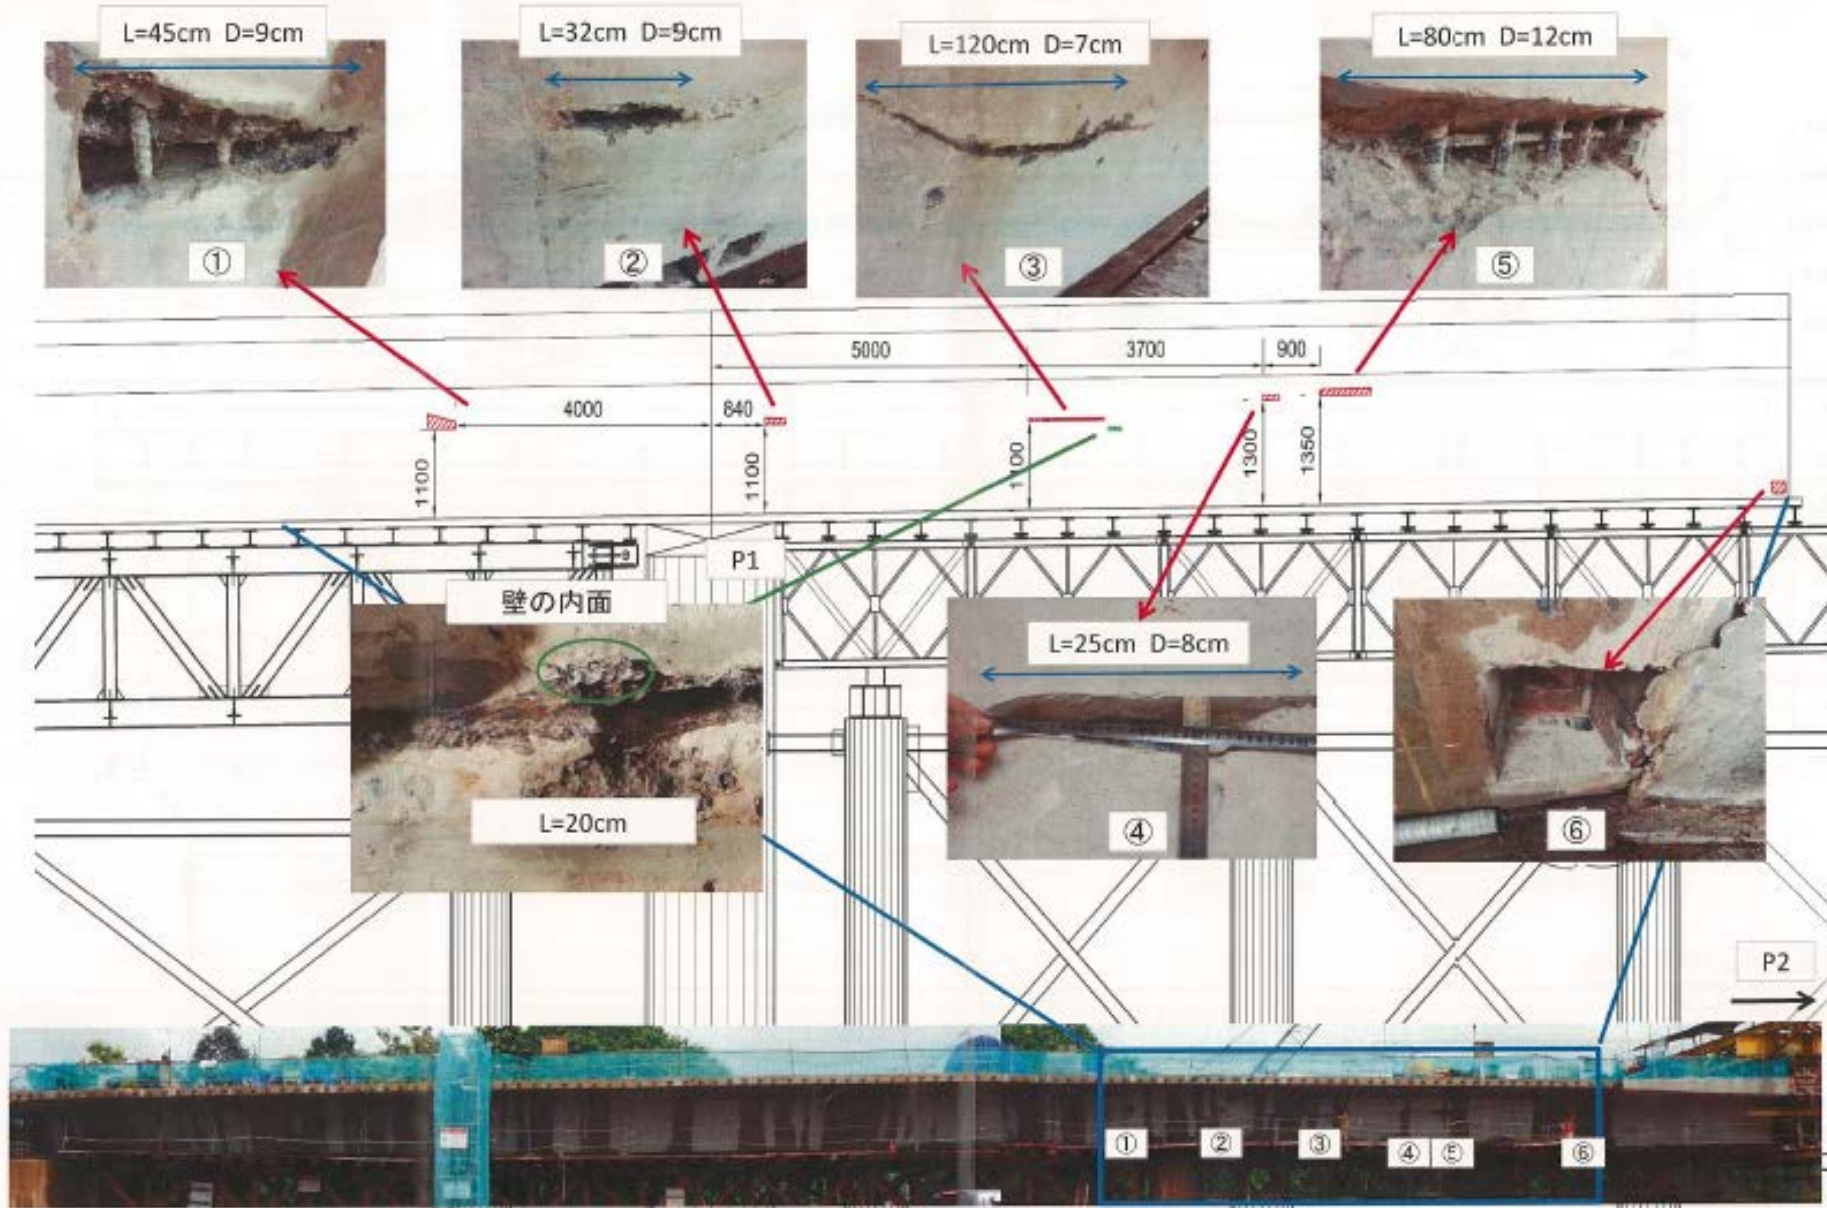 L=45cm D=9cm
L=32cm D=9cm
L=120cm D=7cm
L=80cm D=12cm
①
②
③
⑤
5000
3700
900
4000
840
1100
1100
1100
1300
1350
P1
壁の内面
L=20cm
L=25cm D=8cm
④
⑥
P2
①
②
③
④
⑤
⑥